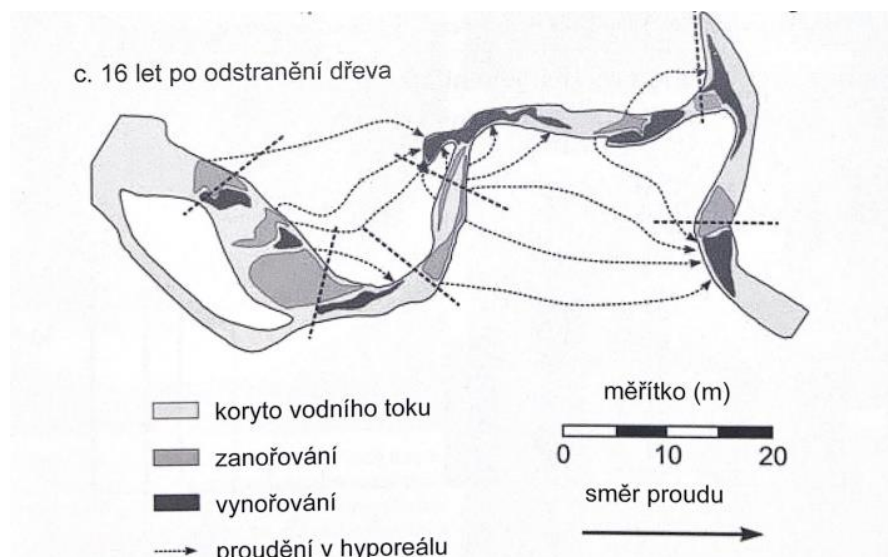 c. 16 let po odstranění dřeva
koryto vodního toku
zanořování
vynořování
proudění v hyporeálu
měřítko (m)
0 10 20
směr proudu